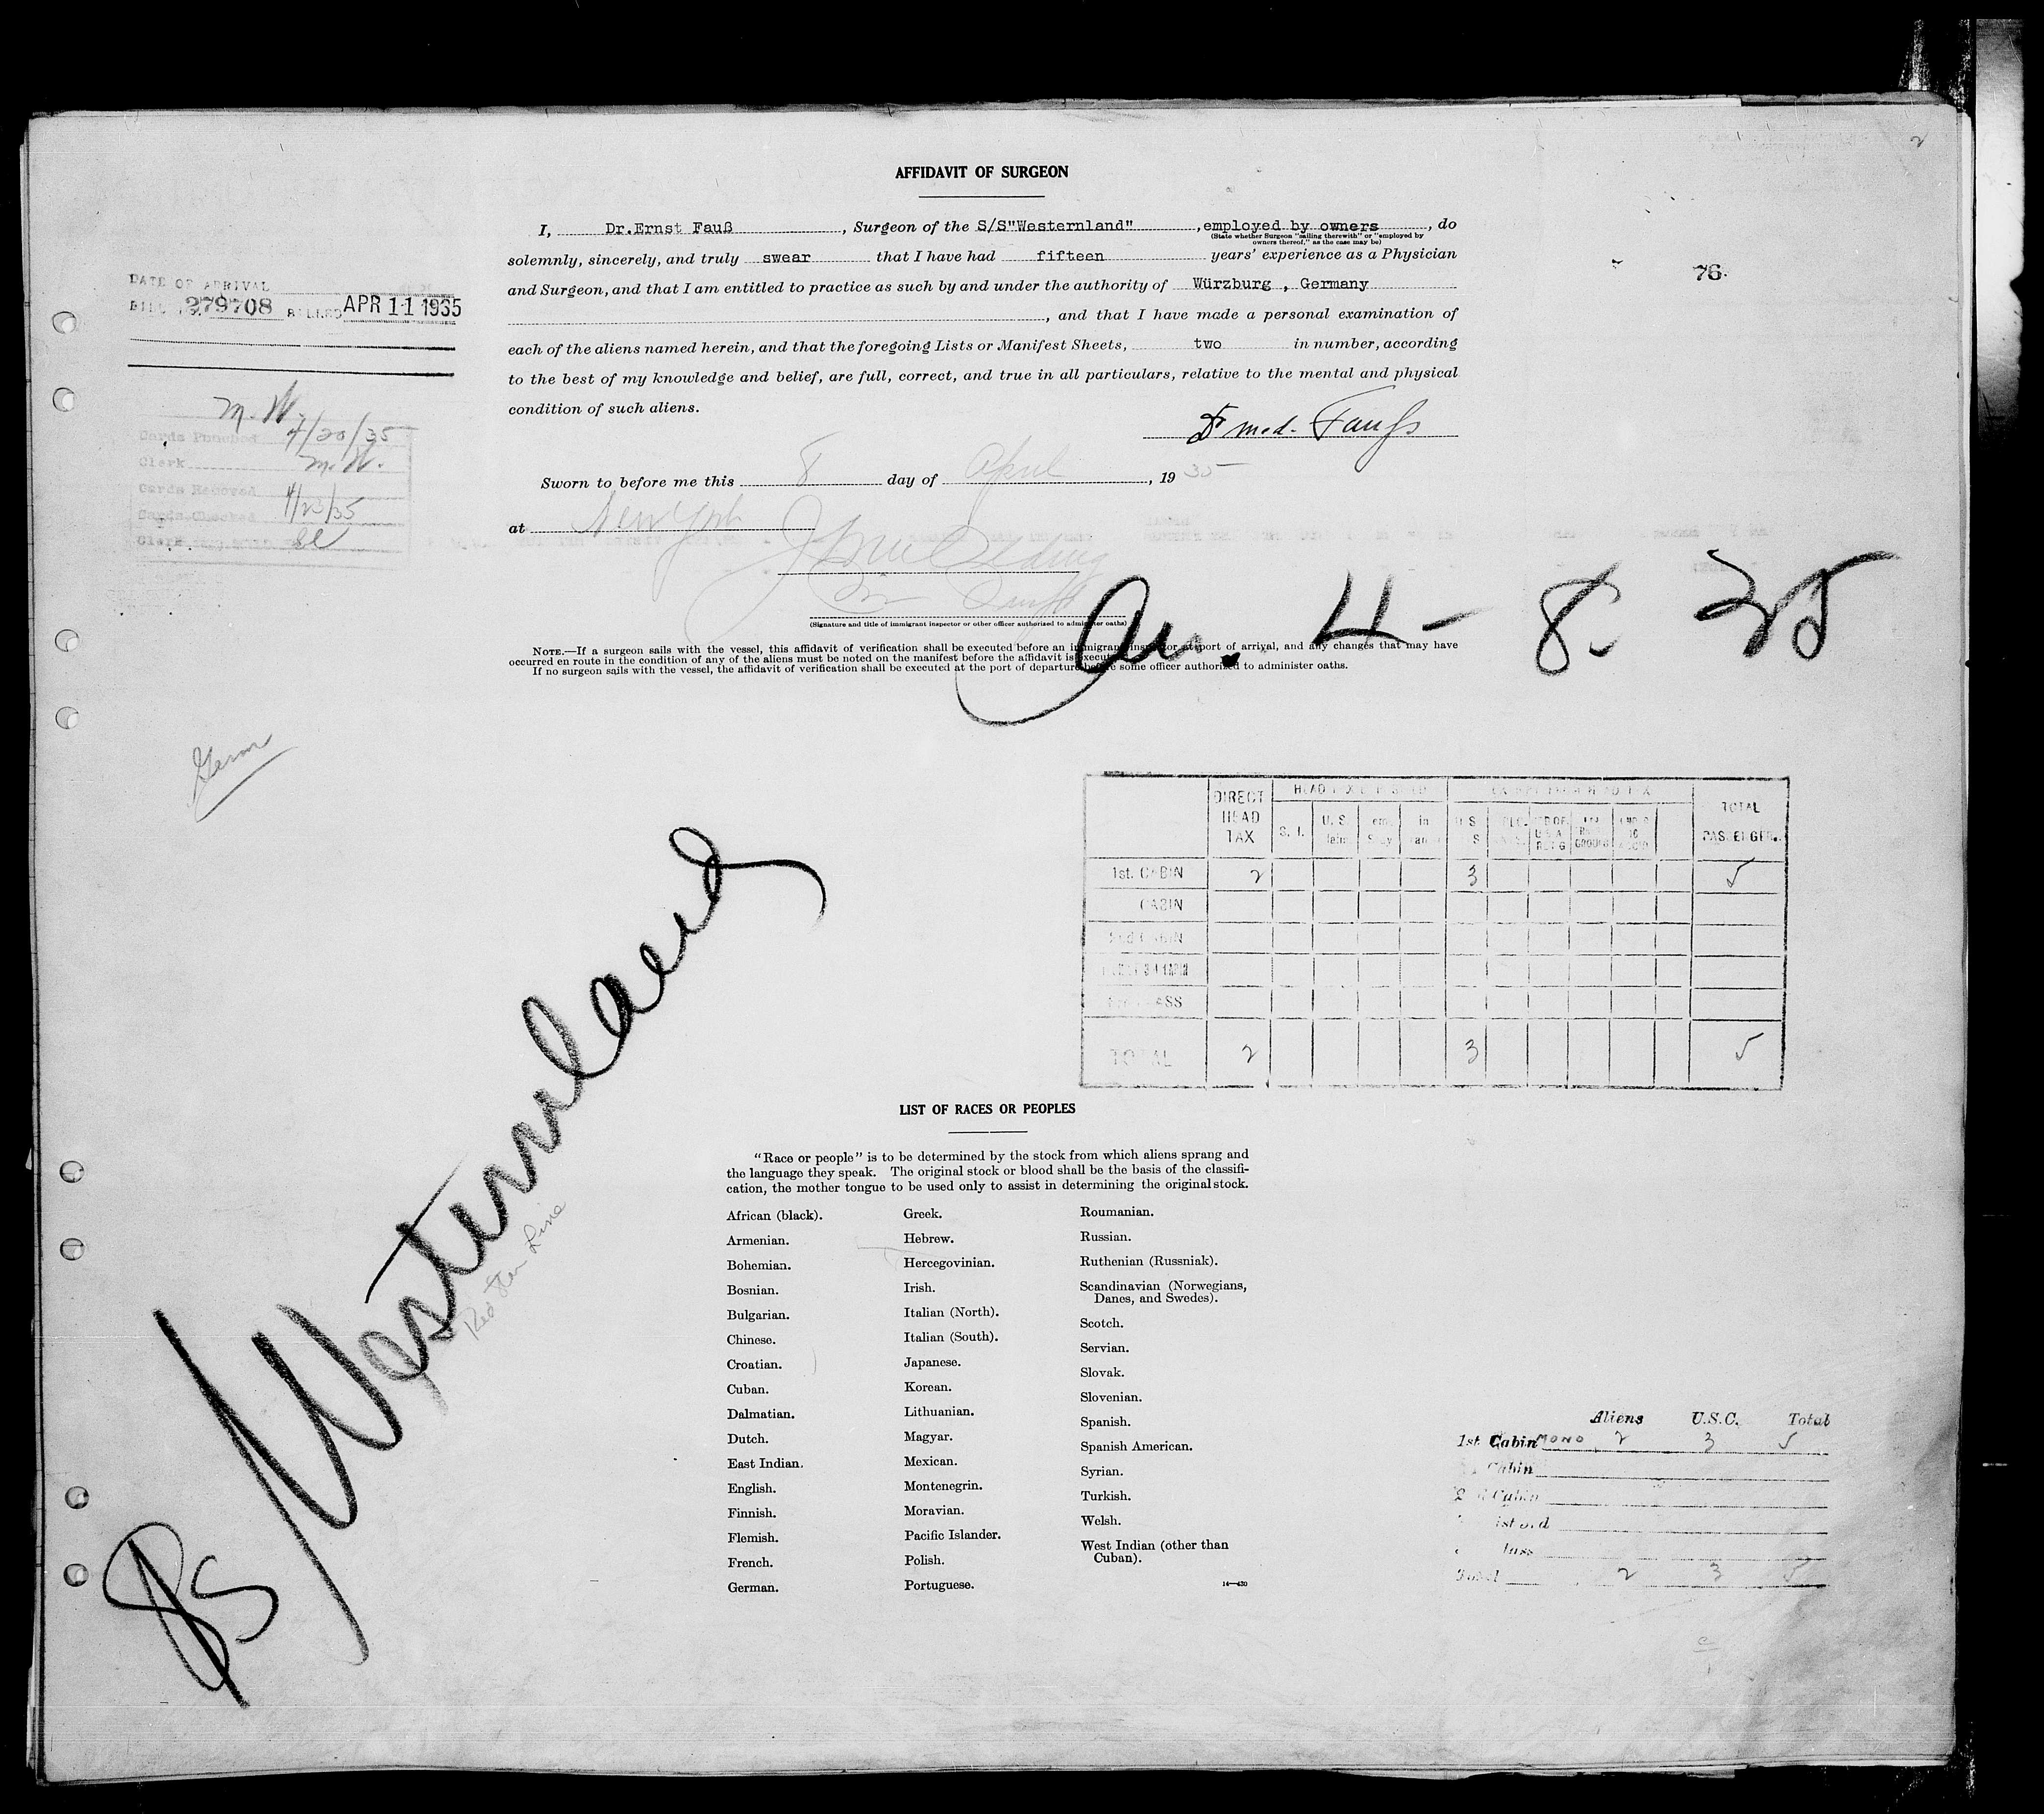 2
AFFIDAVIT OF SURGEON
I, Dr.Ernst Fauß, Surgeon of the S/S"Westernland", employed by owners, do
(State whether Surgeon "sailing therewith" or "employed by
owners thereof," as the case may be)
solemnly, sincerely, and truly swear that I have had fifteen years' experience as a Physician
and Surgeon, and that I am entitled to practice as such by and under the authority of Würzburg , Germany
, and that I have made a personal examination of
each of the aliens named herein, and that the foregoing Lists or Manifest Sheets, two in number, according
to the best of my knowledge and belief, are full, correct, and true in all particulars, relative to the mental and physical
condition of such aliens.
Dr med. Fauß
Sworn to before me this 8 day of April, 1935
at New York
(Signature and title of immigrant inspector or other officer authorized to administer oaths)
NOTE.—If a surgeon sails with the vessel, this affidavit of verification shall be executed before an immigrant inspector at port of arrival, and any changes that may have
occurred en route in the condition of any of the aliens must be noted on the manifest before the affidavit is executed.
If no surgeon sails with the vessel, the affidavit of verification shall be executed at the port of departure before some officer authorized to administer oaths.
76
DATE OF ARRIVAL
BILL NO. 279708 BILLED APR 11 1935
M. W.
Cards Punched 4/20/35
Clerk M. W.
Cards Recoved 4/23/35
Cards Checked
Clerk
4- 8. 35
Germ
Westernland
Red Star Line
DIRECT HEAD TAX
TOTAL PASSENGERS
1st. CABIN 2 3 5
CABIN
2nd CABIN
TOTAL 2 3 5
LIST OF RACES OR PEOPLES
"Race or people" is to be determined by the stock from which aliens sprang and
the language they speak. The original stock or blood shall be the basis of the classifi-
cation, the mother tongue to be used only to assist in determining the original stock.
African (black).
Armenian.
Bohemian.
Bosnian.
Bulgarian.
Chinese.
Croatian.
Cuban.
Dalmatian.
Dutch.
East Indian.
English.
Finnish.
Flemish.
French.
German.
Greek.
Hebrew.
Hercegovinian.
Irish.
Italian (North).
Italian (South).
Japanese.
Korean.
Lithuanian.
Magyar.
Mexican.
Montenegrin.
Moravian.
Pacific Islander.
Polish.
Portuguese.
Roumanian.
Russian.
Ruthenian (Russniak).
Scandinavian (Norwegians,
Danes, and Swedes).
Scotch.
Servian.
Slovak.
Slovenian.
Spanish.
Spanish American.
Syrian.
Turkish.
Welsh.
West Indian (other than
Cuban).
14—430
Aliens U.S.C. Total
1st Cabin MONO 2 3 5
Cabin
2nd Cabin
Total 2 3 5